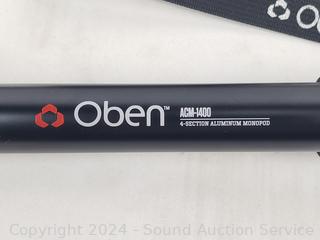 O
Oben™ ACM-1400
4-SECTION ALUMINUM MONOPOD
Copyright 2024 - Sound Auction Service